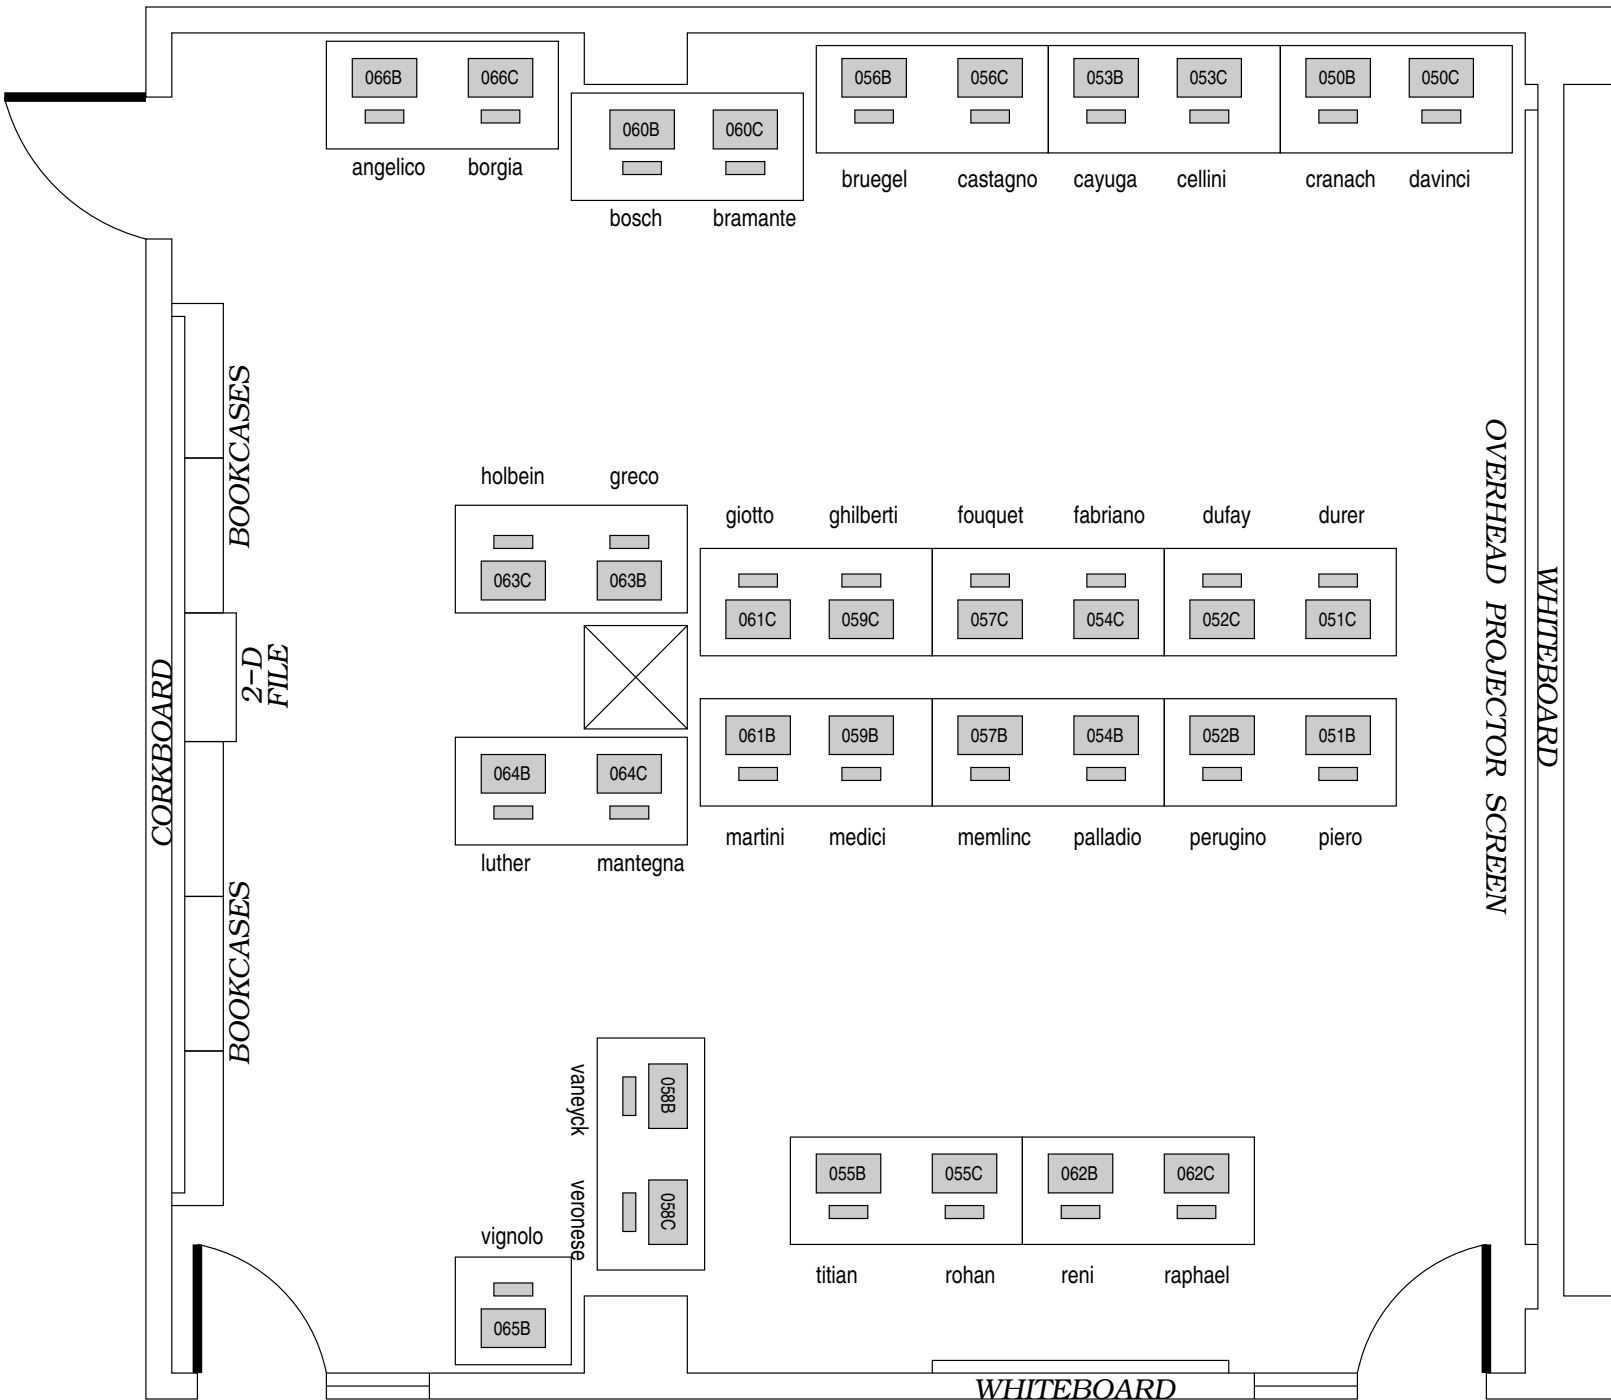 066B 066C
056B 056C 053B 053C 050B 050C
060B 060C
angelico borgia
bruegel castagno cayuga cellini cranach davinci
bosch bramante
BOOKCASES
holbein greco
giotto ghilberti fouquet fabriano dufay durer
063C 063B
061C 059C 057C 054C 052C 051C
OVERHEAD PROJECTOR SCREEN
WHITEBOARD
2-D
FILE
CORKBOARD
061B 059B 057B 054B 052B 051B
064B 064C
martini medici memlinc palladio perugino piero
luther mantegna
BOOKCASES
vaneyck 058B
055B 055C 062B 062C
veronese 058C
vignolo
titian rohan reni raphael
065B
WHITEBOARD